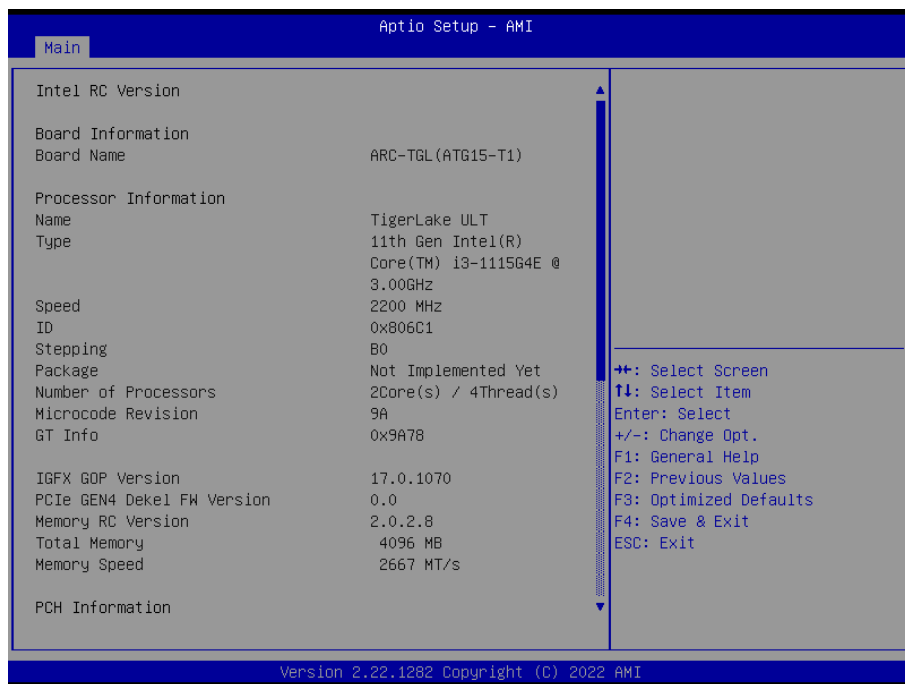 Aptio Setup – AMI
Main
Intel RC Version
Board Information
Board Name ARC-TGL(ATG15-T1)
Processor Information
Name TigerLake ULT
Type 11th Gen Intel(R)
Core(TM) i3-1115G4E @
3.00GHz
Speed 2200 MHz
ID 0x806C1
Stepping B0
Package Not Implemented Yet
Number of Processors 2Core(s) / 4Thread(s)
Microcode Revision 9A
GT Info 0x9A78
IGFX GOP Version 17.0.1070
PCIe GEN4 Dekel FW Version 0.0
Memory RC Version 2.0.2.8
Total Memory 4096 MB
Memory Speed 2667 MT/s
PCH Information
→←: Select Screen
↑↓: Select Item
Enter: Select
+/-: Change Opt.
F1: General Help
F2: Previous Values
F3: Optimized Defaults
F4: Save & Exit
ESC: Exit
Version 2.22.1282 Copyright (C) 2022 AMI